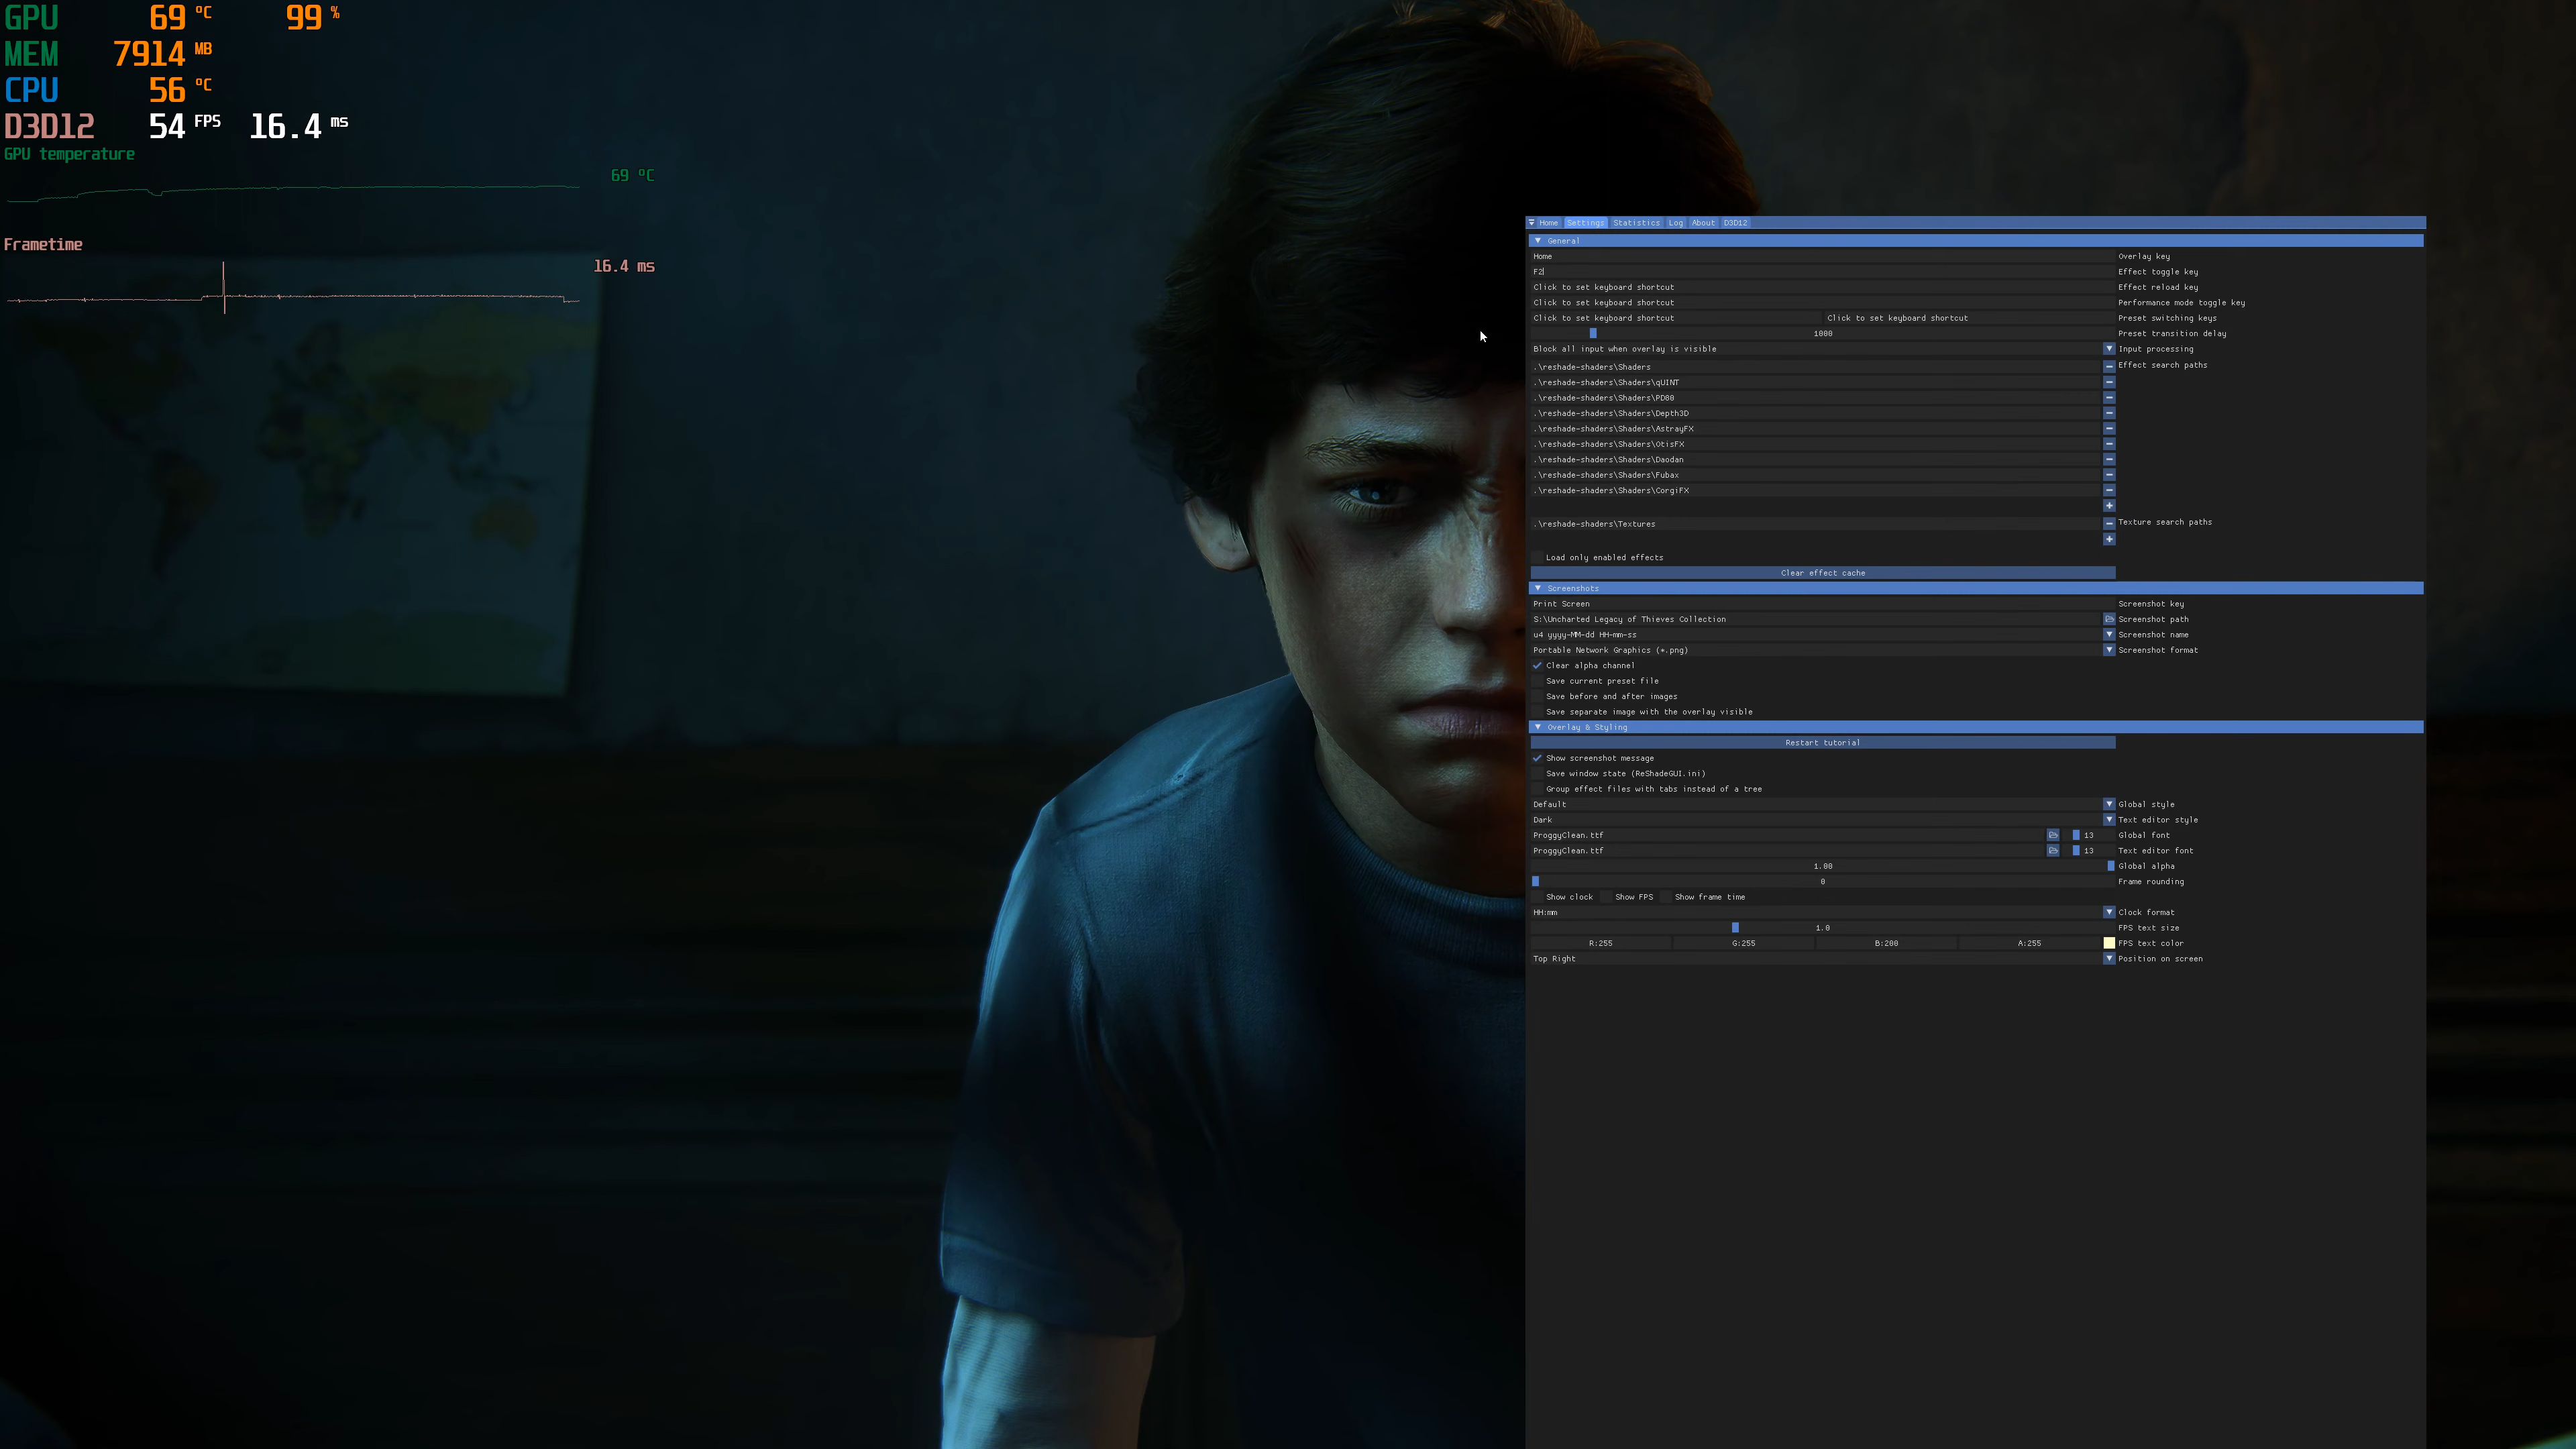 GPU 69 °C 99 %
MEM 7914 MB
CPU 56 °C
D3D12 54 FPS 16.4 ms
GPU temperature
69 °C
Frametime
16.4 ms
Home Settings Statistics Log About D3D12
General
Home Overlay key
F2 Effect toggle key
Click to set keyboard shortcut Effect reload key
Click to set keyboard shortcut Performance mode toggle key
Click to set keyboard shortcut Click to set keyboard shortcut Preset switching keys
1000 Preset transition delay
Block all input when overlay is visible Input processing
.\reshade-shaders\Shaders Effect search paths
.\reshade-shaders\Shaders\qUINT
.\reshade-shaders\Shaders\PD80
.\reshade-shaders\Shaders\Depth3D
.\reshade-shaders\Shaders\AstrayFX
.\reshade-shaders\Shaders\OtisFX
.\reshade-shaders\Shaders\Daodan
.\reshade-shaders\Shaders\Fubax
.\reshade-shaders\Shaders\CorgiFX
.\reshade-shaders\Textures Texture search paths
Load only enabled effects
Clear effect cache
Screenshots
Print Screen Screenshot key
S:\Uncharted Legacy of Thieves Collection Screenshot path
u4 yyyy-MM-dd HH-mm-ss Screenshot name
Portable Network Graphics (*.png) Screenshot format
Clear alpha channel
Save current preset file
Save before and after images
Save separate image with the overlay visible
Overlay & Styling
Restart tutorial
Show screenshot message
Save window state (ReShadeGUI.ini)
Group effect files with tabs instead of a tree
Default Global style
Dark Text editor style
ProggyClean.ttf 13 Global font
ProggyClean.ttf 13 Text editor font
1.00 Global alpha
0 Frame rounding
Show clock Show FPS Show frame time
HH:mm Clock format
1.0 FPS text size
R:255 G:255 B:200 A:255 FPS text color
Top Right Position on screen